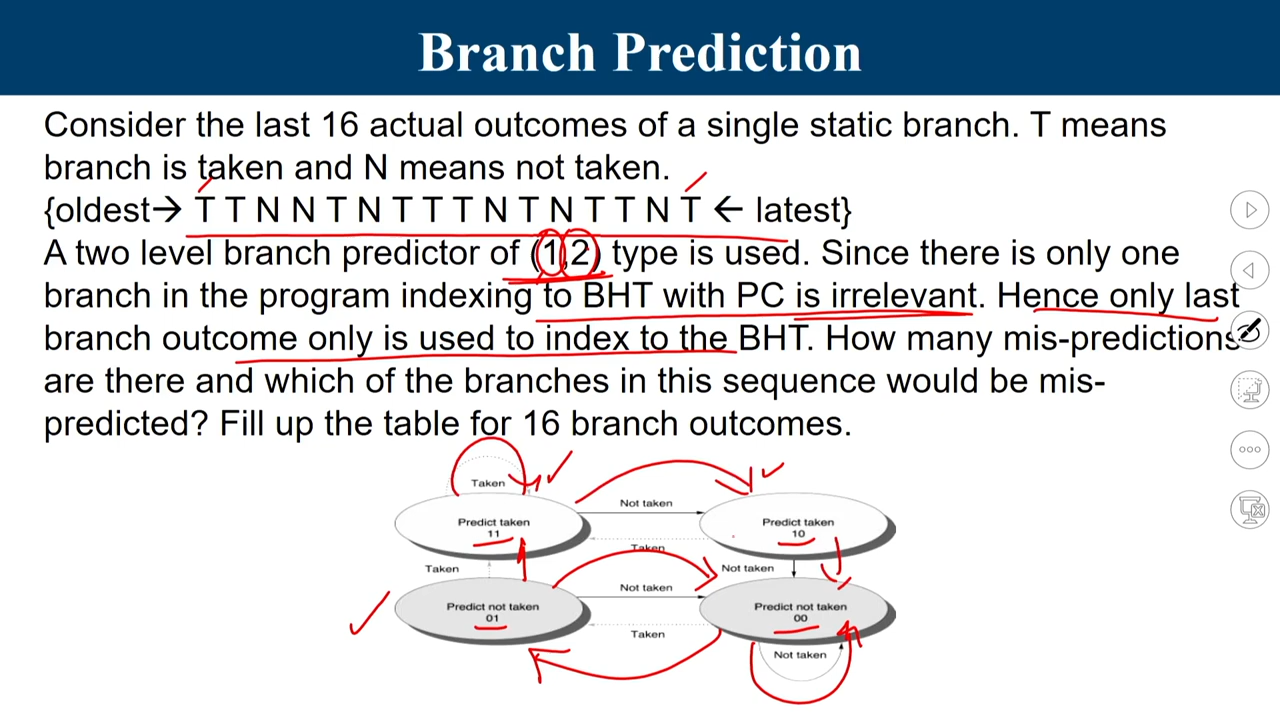 Branch Prediction
Consider the last 16 actual outcomes of a single static branch. T means
branch is taken and N means not taken.
{oldest→ T T N N T N T T T N T N T T N T ← latest}
A two level branch predictor of (1,2) type is used. Since there is only one
branch in the program indexing to BHT with PC is irrelevant. Hence only last
branch outcome only is used to index to the BHT. How many mis-predictions
are there and which of the branches in this sequence would be mis-
predicted? Fill up the table for 16 branch outcomes.
Taken
Not taken
Predict taken
11
Predict taken
10
Taken
Taken
Not taken
Not taken
Predict not taken
01
Predict not taken
00
Taken
Not taken